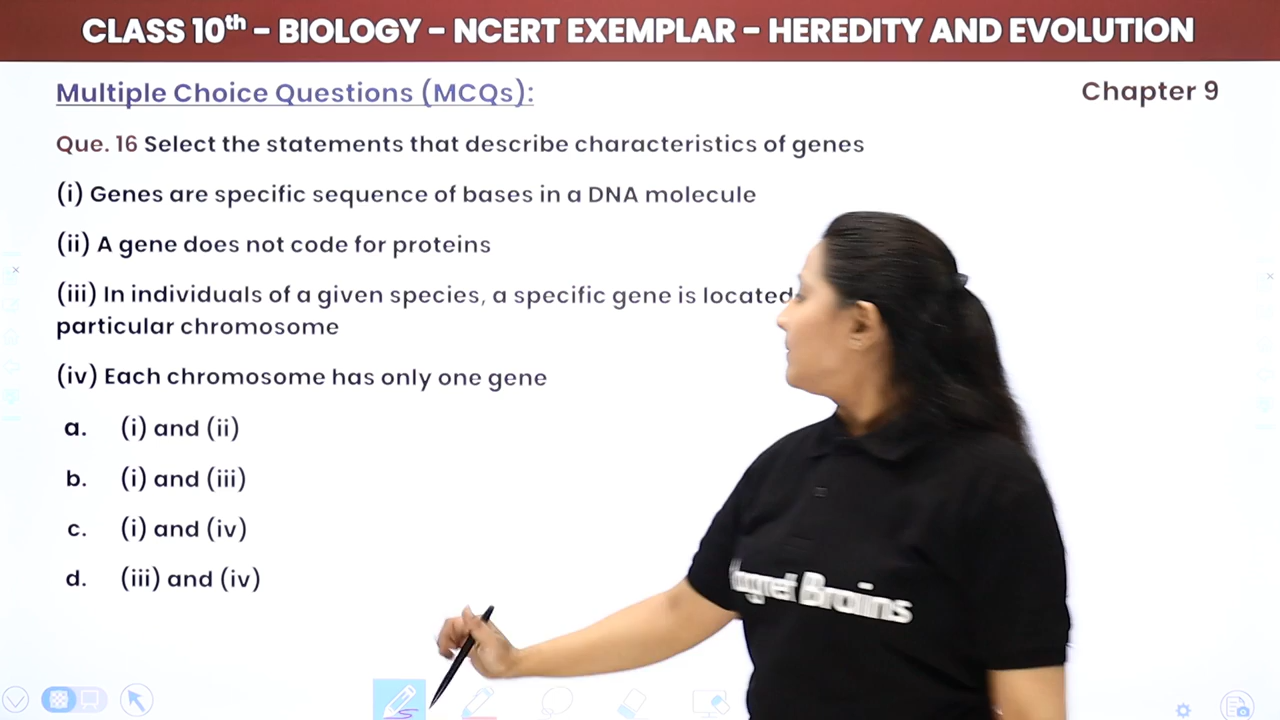 CLASS 10th – BIOLOGY – NCERT EXEMPLAR – HEREDITY AND EVOLUTION
Multiple Choice Questions (MCQs):
Chapter 9
Que. 16 Select the statements that describe characteristics of genes
(i) Genes are specific sequence of bases in a DNA molecule
(ii) A gene does not code for proteins
(iii) In individuals of a given species, a specific gene is located
particular chromosome
(iv) Each chromosome has only one gene
a. (i) and (ii)
b. (i) and (iii)
c. (i) and (iv)
d. (iii) and (iv)
Brains